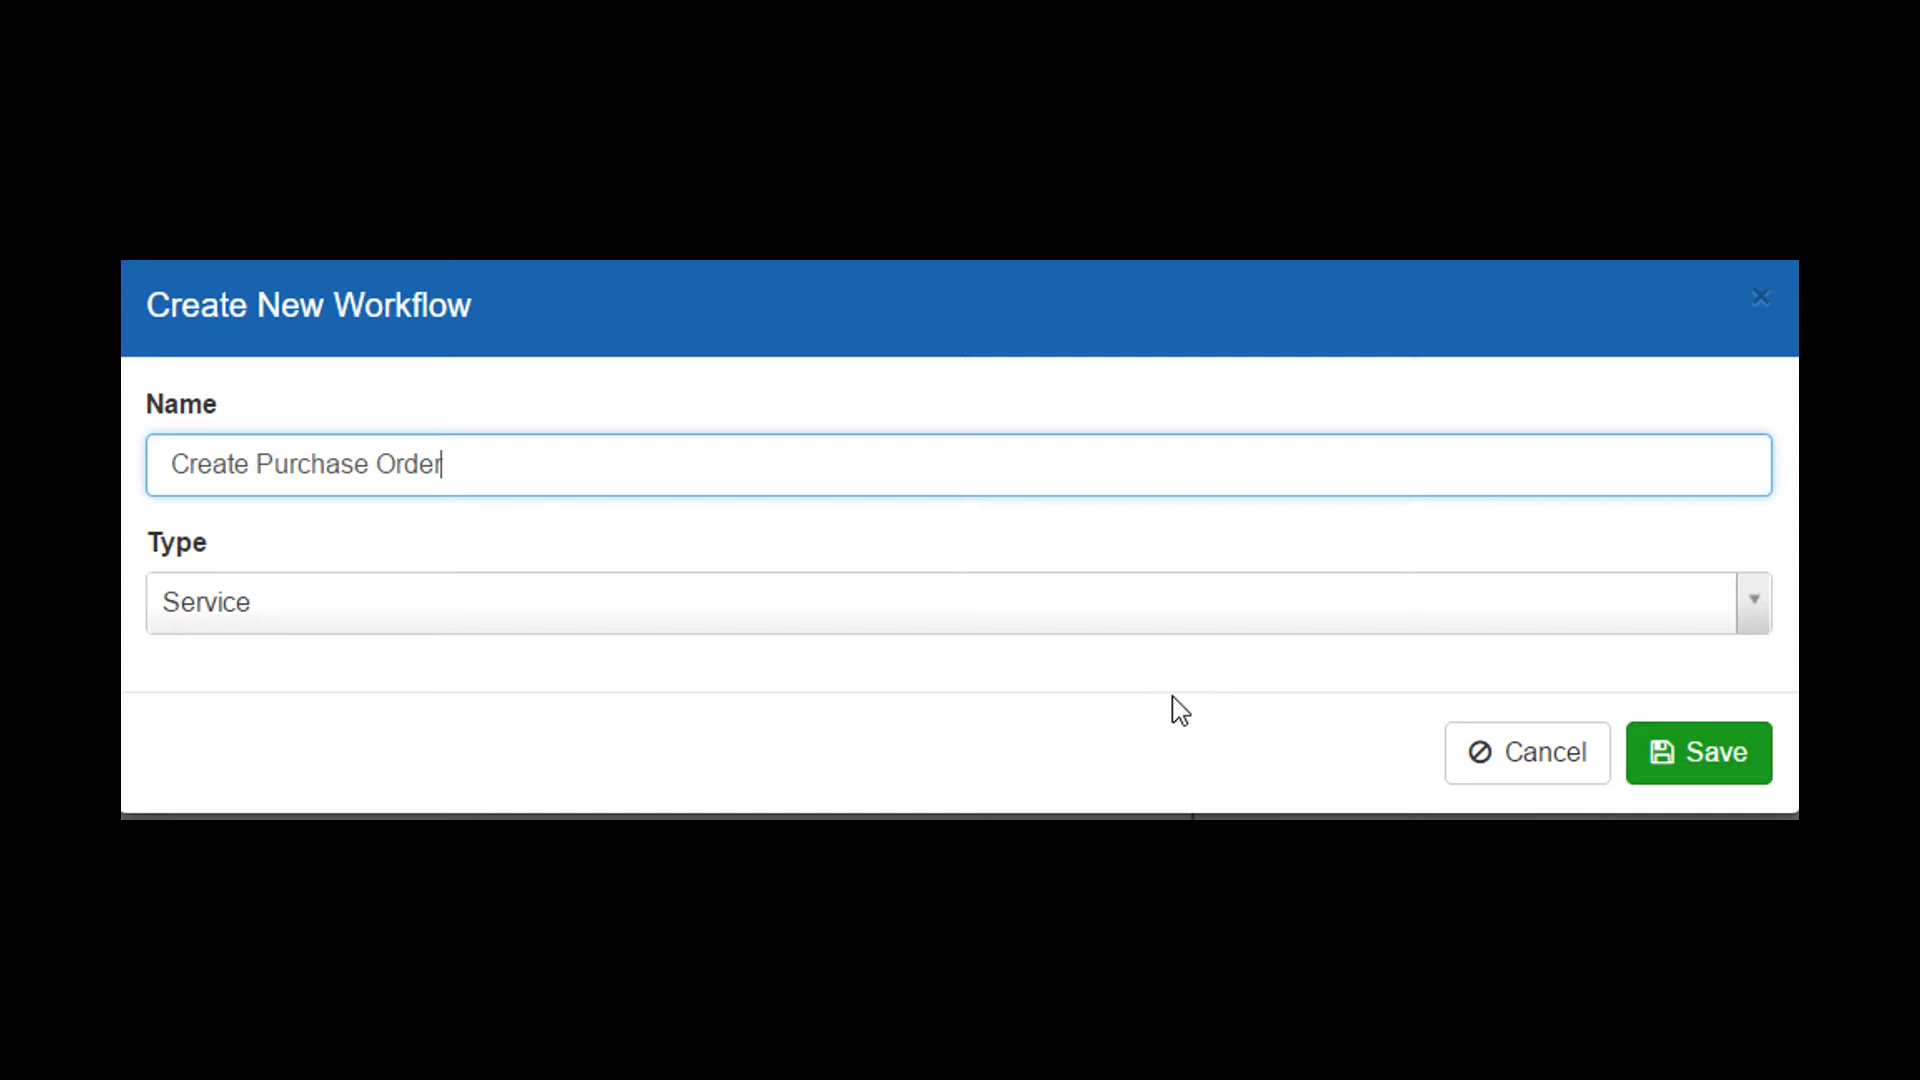 Create New Workflow
×
Name
Create Purchase Order
Type
Service
Cancel
Save